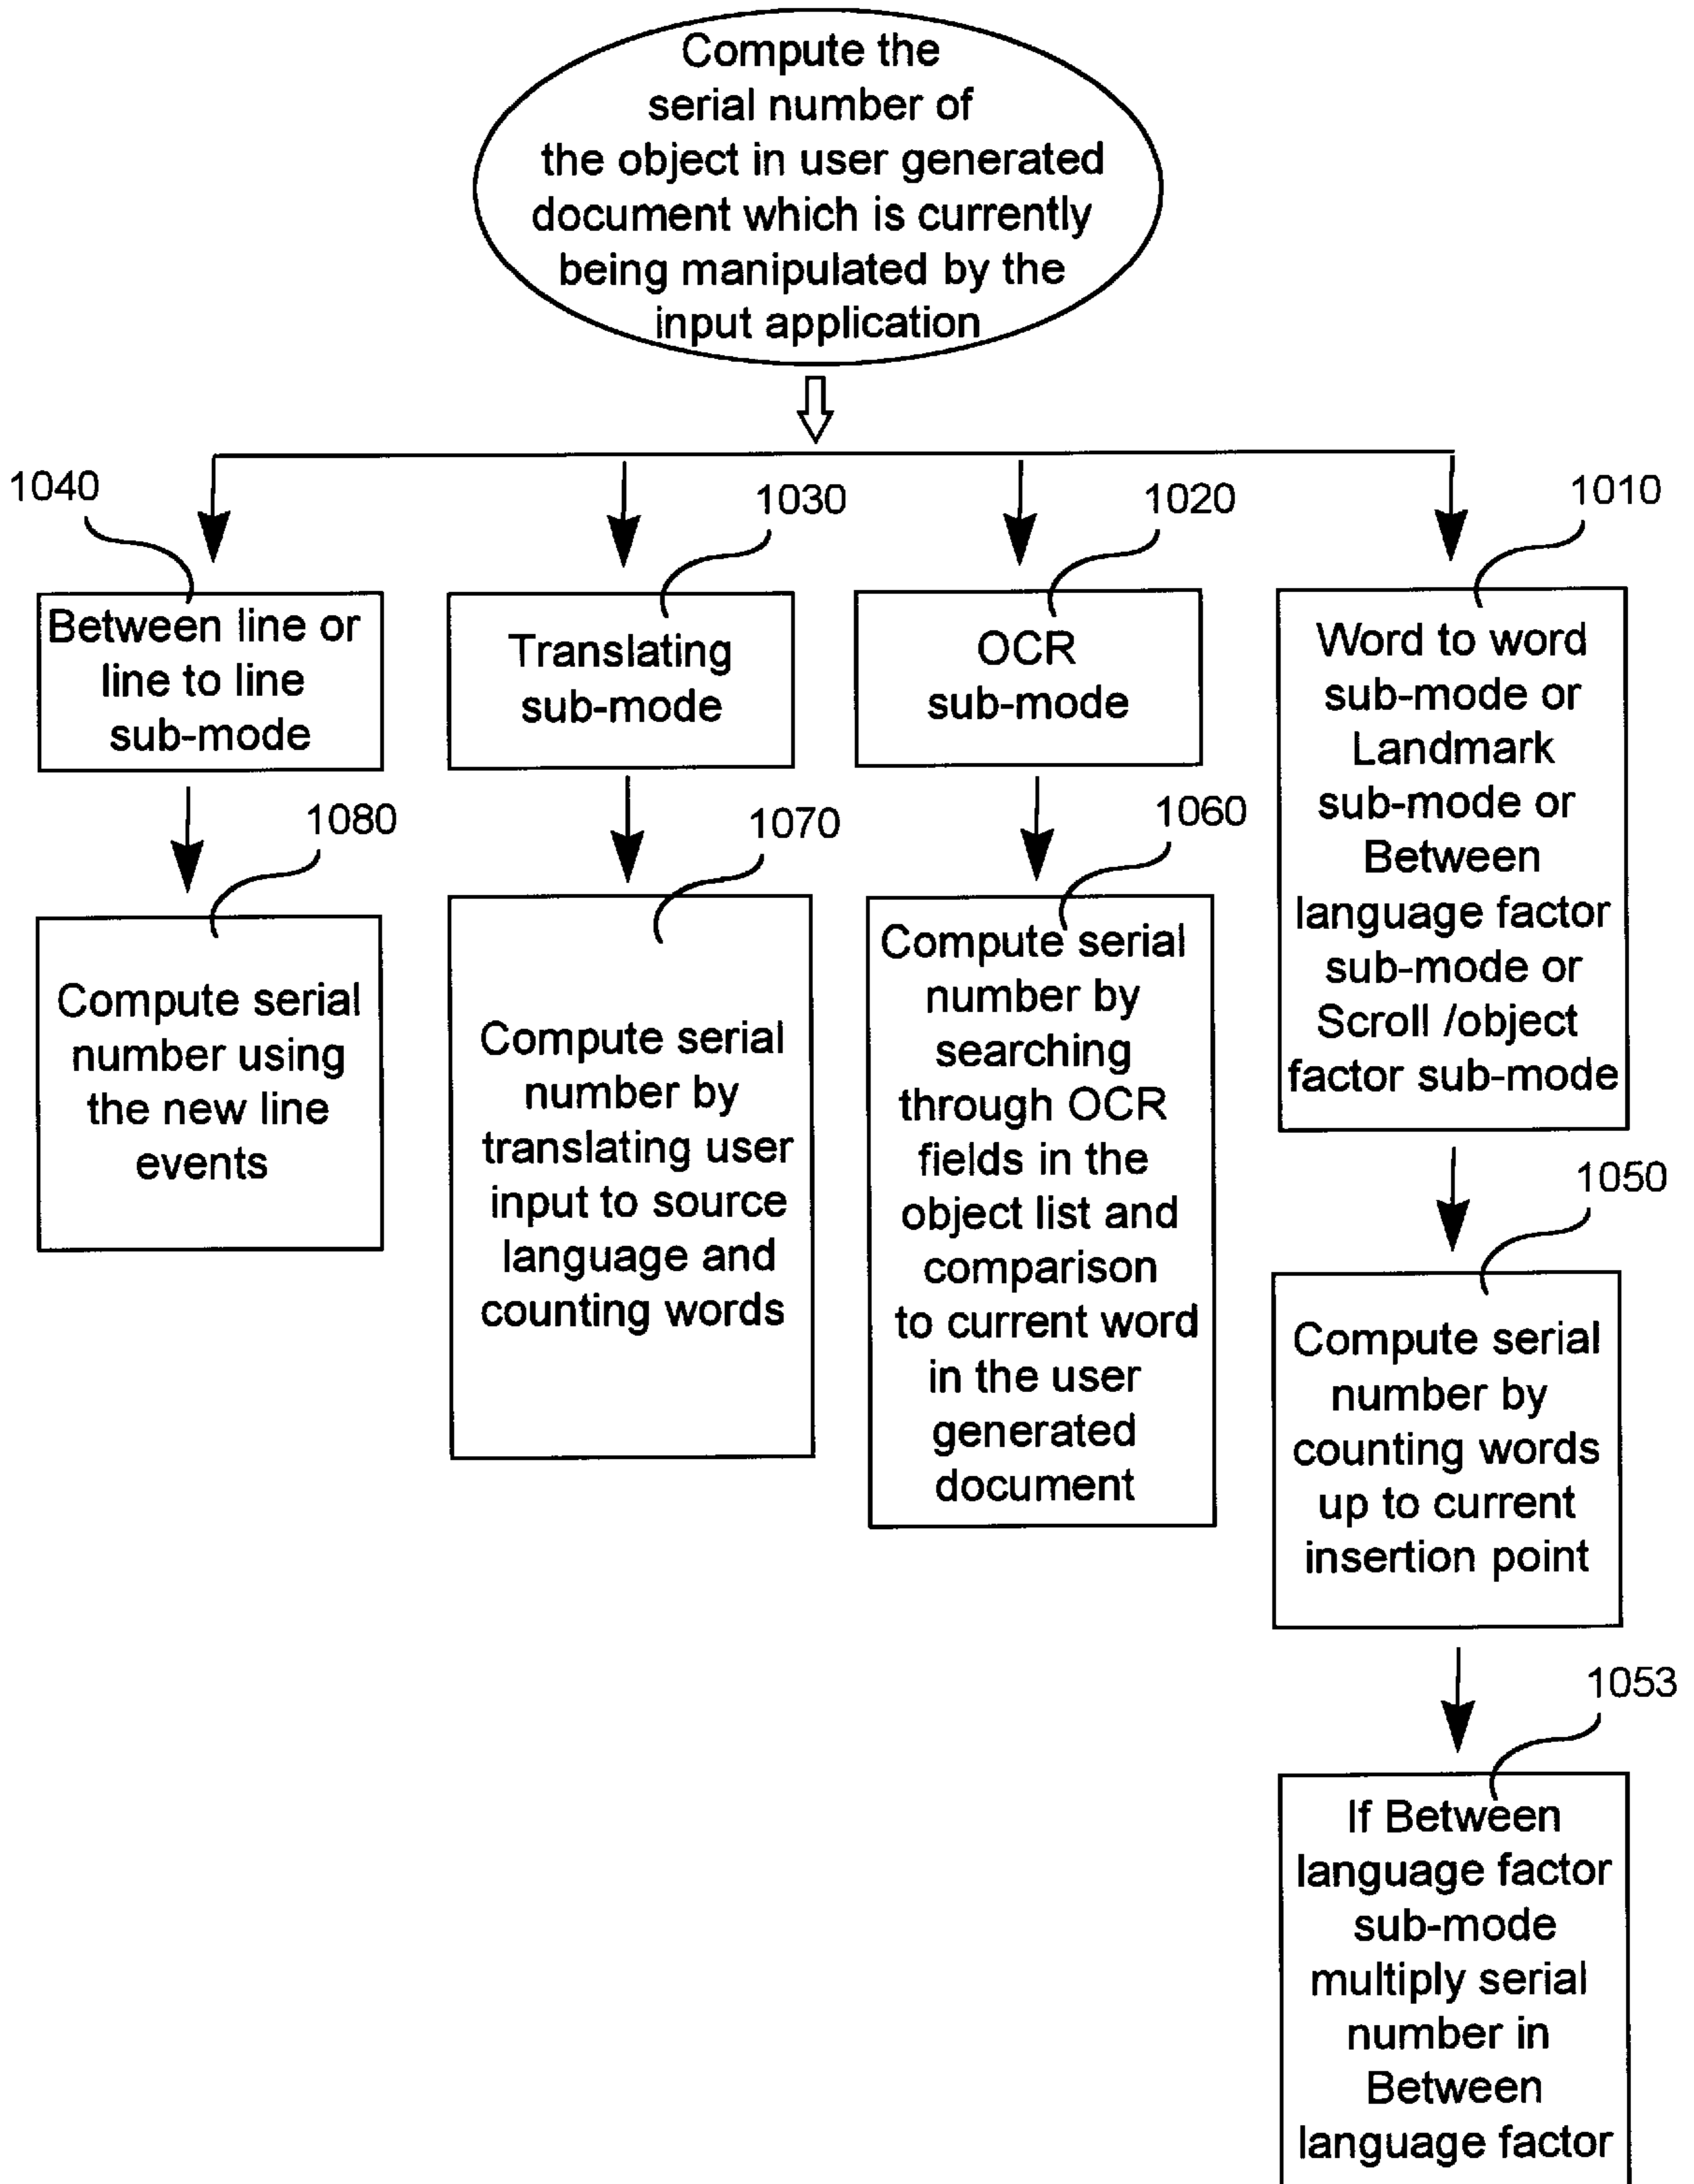 Compute the
serial number of
the object in user generated
document which is currently
being manipulated by the
input application
1040
1030
1020
1010
Between line or
line to line
sub-mode
Translating
sub-mode
OCR
sub-mode
Word to word
sub-mode or
Landmark
sub-mode or
Between
language factor
sub-mode or
Scroll /object
factor sub-mode
1080
1070
1060
1050
Compute serial
number using
the new line
events
Compute serial
number by
translating user
input to source
language and
counting words
Compute serial
number by
searching
through OCR
fields in the
object list and
comparison
to current word
in the user
generated
document
Compute serial
number by
counting words
up to current
insertion point
1053
If Between
language factor
sub-mode
multiply serial
number in
Between
language factor